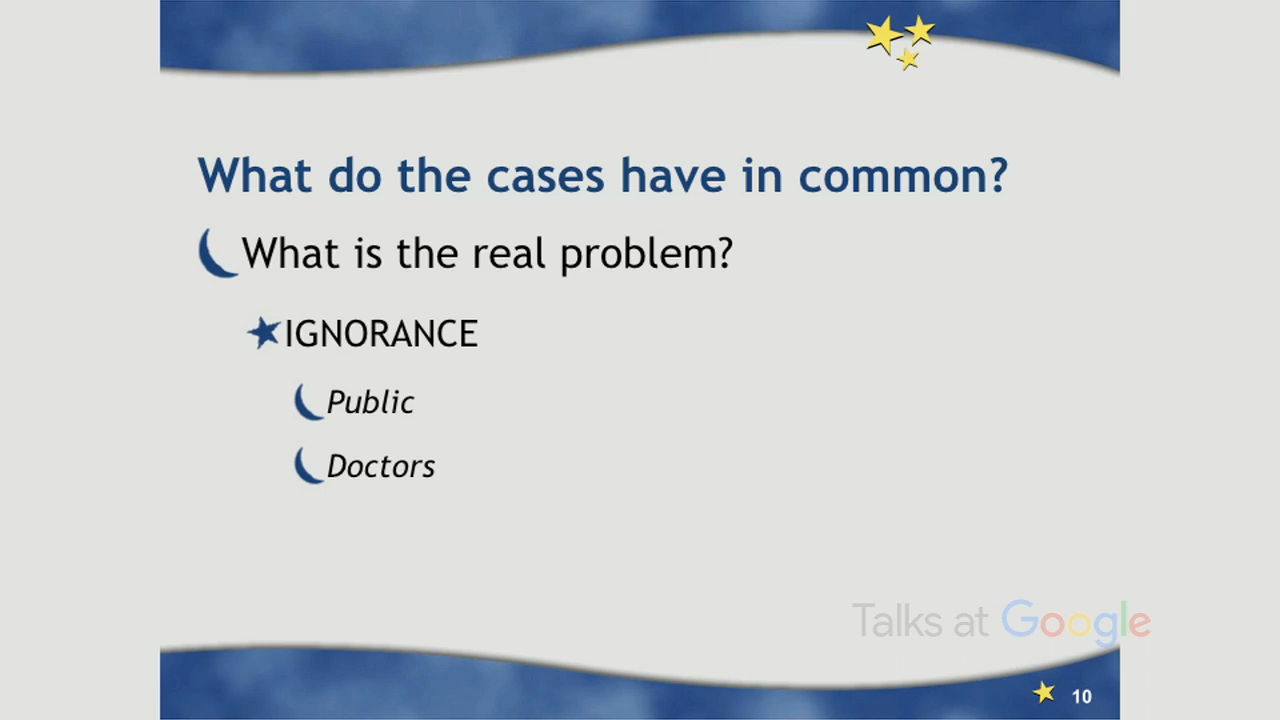 What do the cases have in common?
What is the real problem?
IGNORANCE
Public
Doctors
Talks at Google
10